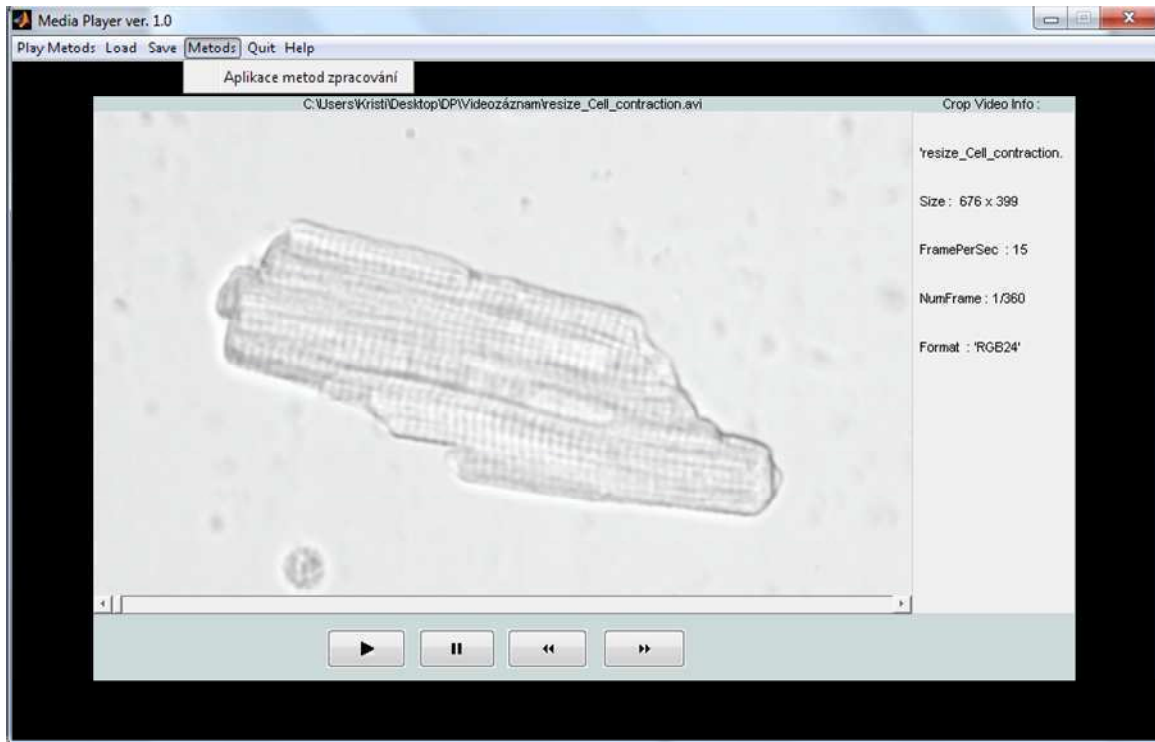 Media Player ver. 1.0
Play Metods Load Save Metods Quit Help
Aplikace metod zpracování
C:\Users\Kristi\Desktop\DP\Videozáznam\resize_Cell_contraction.avi
Crop Video Info :
'resize_Cell_contraction.
Size : 676 x 399
FramePerSec : 15
NumFrame : 1/360
Format : 'RGB24'